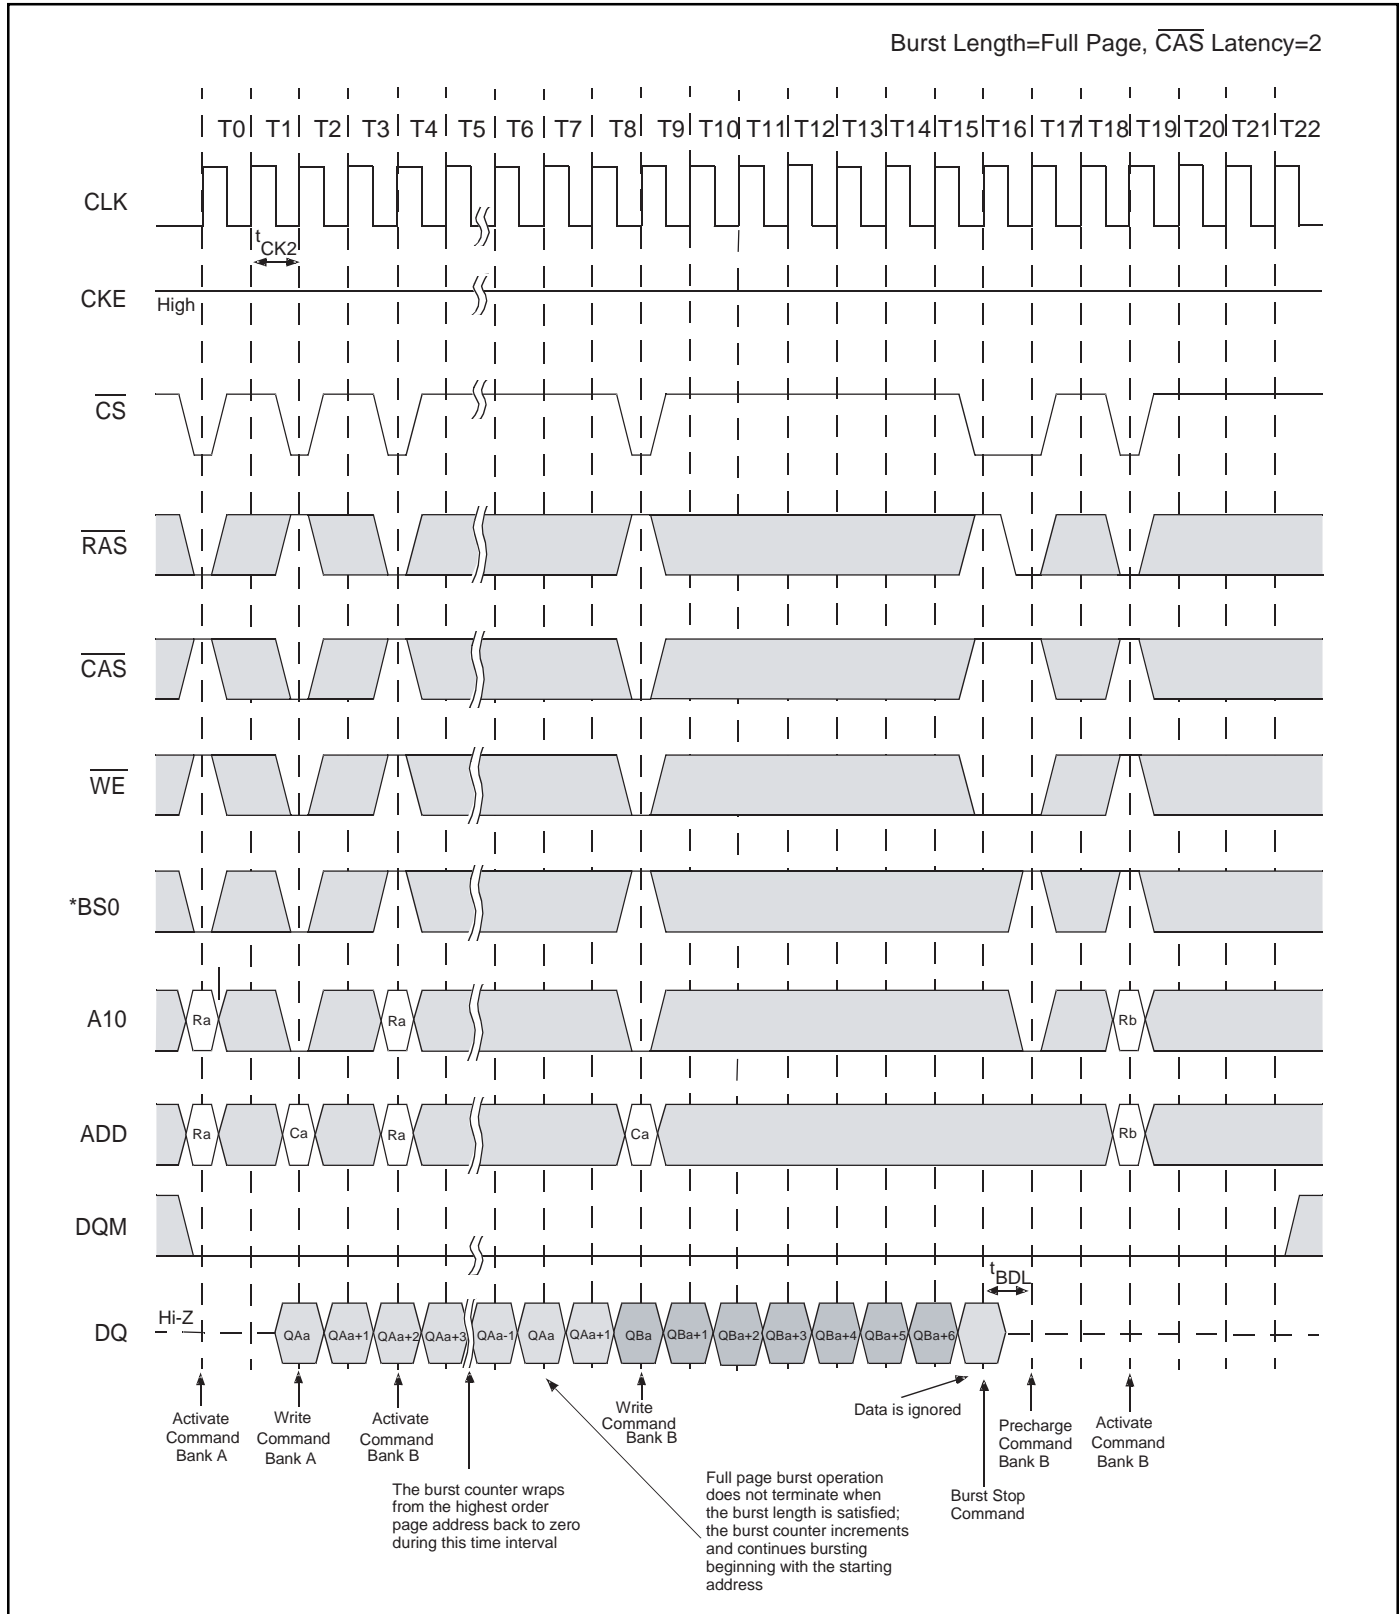 Burst Length=Full Page, CAS Latency=2
T0 T1 T2 T3 T4 T5 T6 T7 T8 T9 T10 T11 T12 T13 T14 T15 T16 T17 T18 T19 T20 T21 T22
CLK
tCK2
CKE
High
CS
RAS
CAS
WE
*BS0
A10
Ra Ra Rb
ADD
Ra Ca Ra Ca Rb
DQM
tBDL
Hi-Z
DQ
QAa QAa+1 QAa+2 QAa+3 QAa-1 QAa QAa+1 QBa QBa+1 QBa+2 QBa+3 QBa+4 QBa+5 QBa+6
Activate
Command
Bank A
Write
Command
Bank A
Activate
Command
Bank B
Write
Command
Bank B
Data is ignored
Precharge
Command
Bank B
Activate
Command
Bank B
The burst counter wraps
from the highest order
page address back to zero
during this time interval
Full page burst operation
does not terminate when
the burst length is satisfied;
the burst counter increments
and continues bursting
beginning with the starting
address
Burst Stop
Command